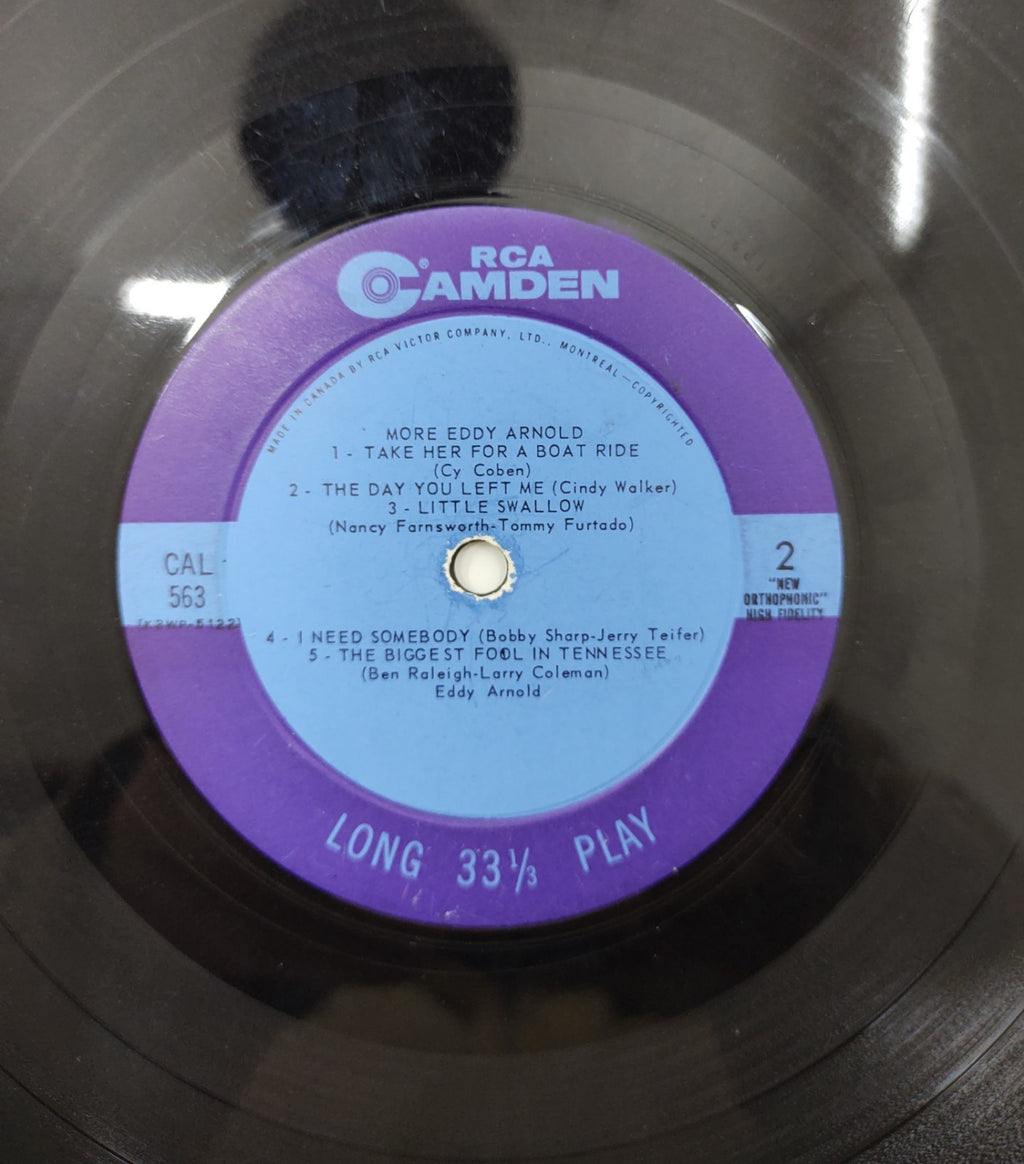 RCA
CAMDEN®
MADE IN CANADA BY RCA VICTOR COMPANY, LTD., MONTREAL—COPYRIGHTED
MORE EDDY ARNOLD
1 - TAKE HER FOR A BOAT RIDE
(Cy Coben)
2 - THE DAY YOU LEFT ME (Cindy Walker)
3 - LITTLE SWALLOW
(Nancy Farnsworth-Tommy Furtado)
CAL
563
2
"NEW
ORTHOPHONIC"
HIGH FIDELITY
4 - I NEED SOMEBODY (Bobby Sharp-Jerry Teifer)
5 - THE BIGGEST FOOL IN TENNESSEE
(Ben Raleigh-Larry Coleman)
Eddy Arnold
LONG 33⅓ PLAY